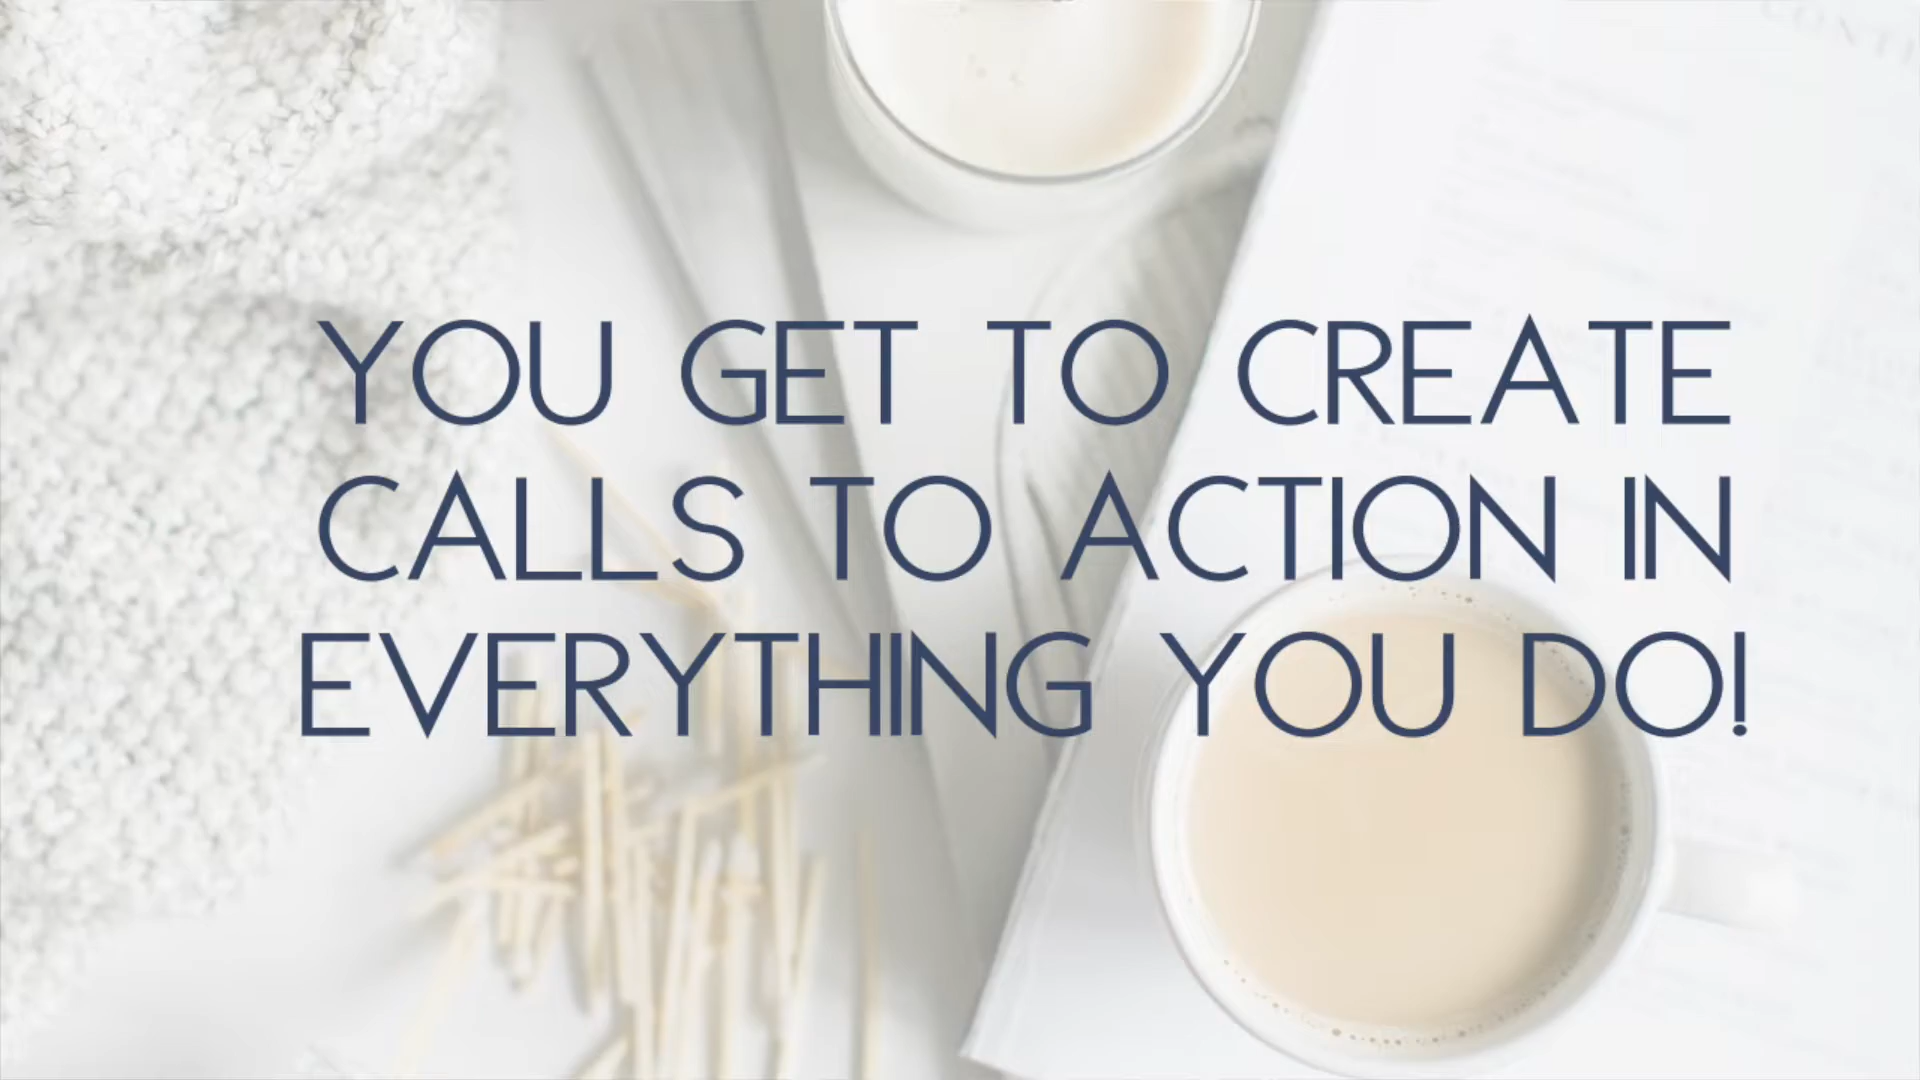 YOU GET TO CREATE
CALLS TO ACTION IN
EVERYTHING YOU DO!